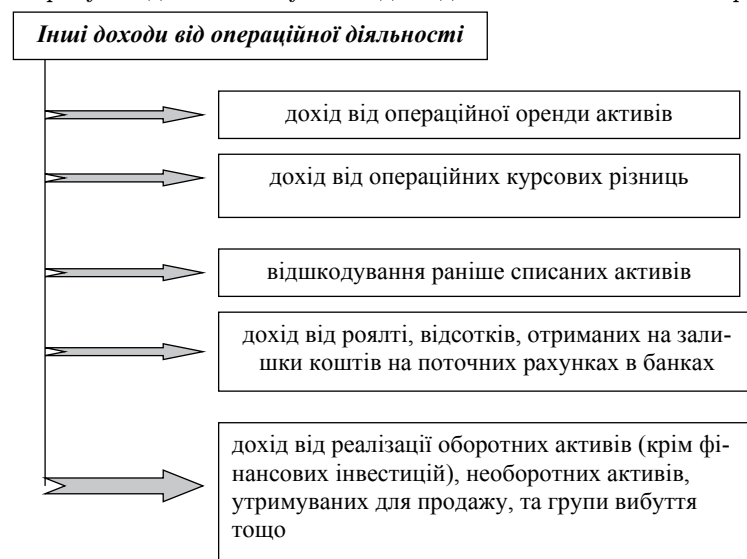 Інші доходи від операційної діяльності
дохід від операційної оренди активів
дохід від операційних курсових різниць
відшкодування раніше списаних активів
дохід від роялті, відсотків, отриманих на зали-
шки коштів на поточних рахунках в банках
дохід від реалізації оборотних активів (крім фі-
нансових інвестицій), необоротних активів,
утримуваних для продажу, та групи вибуття
тощо